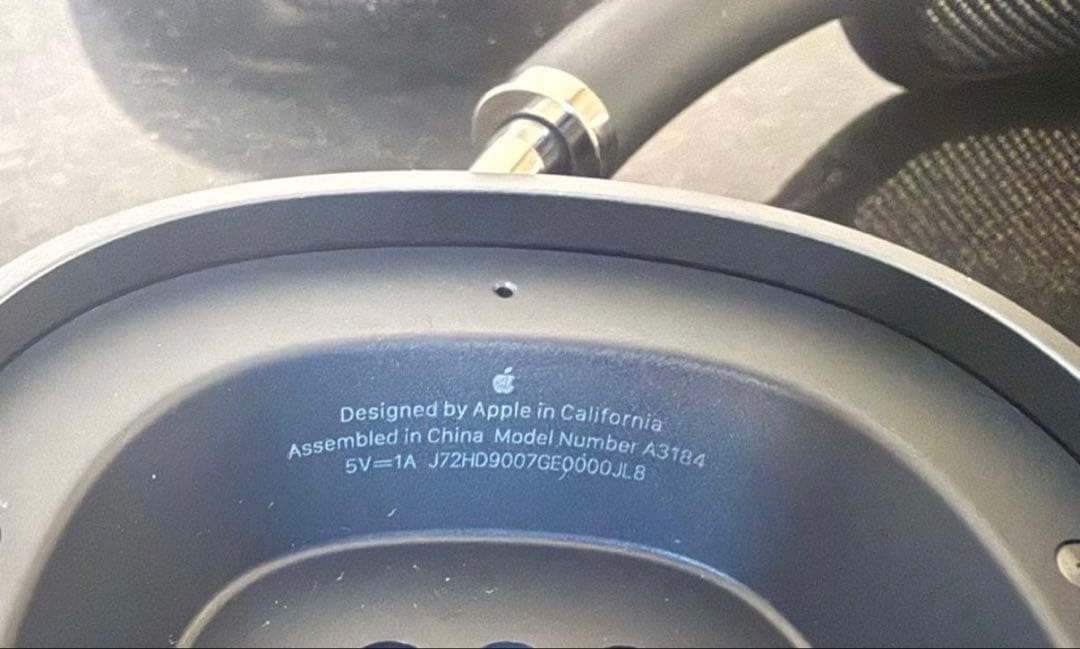 Designed by Apple in California
Assembled in China Model Number A3184
5V⎓1A J72HD9007GE0000JL8